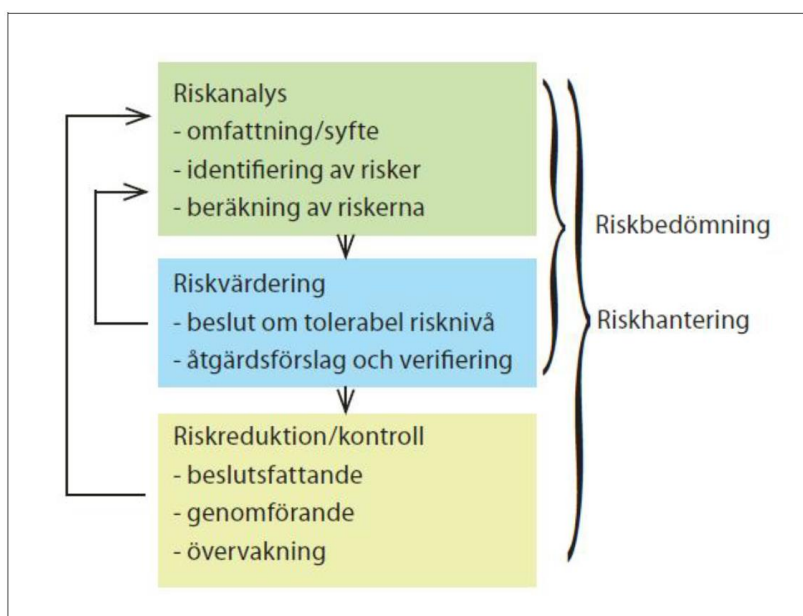 Riskanalys
- omfattning/syfte
- identifiering av risker
- beräkning av riskerna
Riskvärdering
- beslut om tolerabel risknivå
- åtgärdsförslag och verifiering
Riskreduktion/kontroll
- beslutsfattande
- genomförande
- övervakning
Riskbedömning
Riskhantering